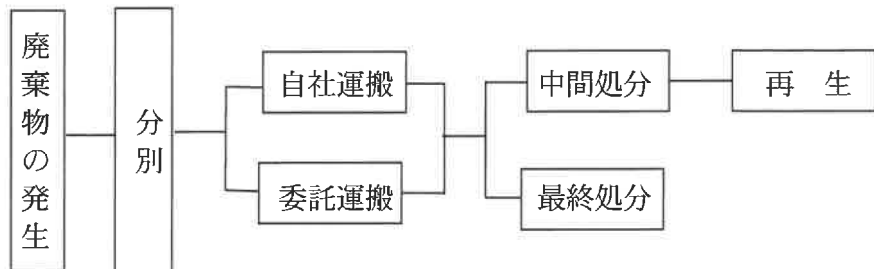 廃棄物の発生
分別
自社運搬
委託運搬
中間処分
最終処分
再　生